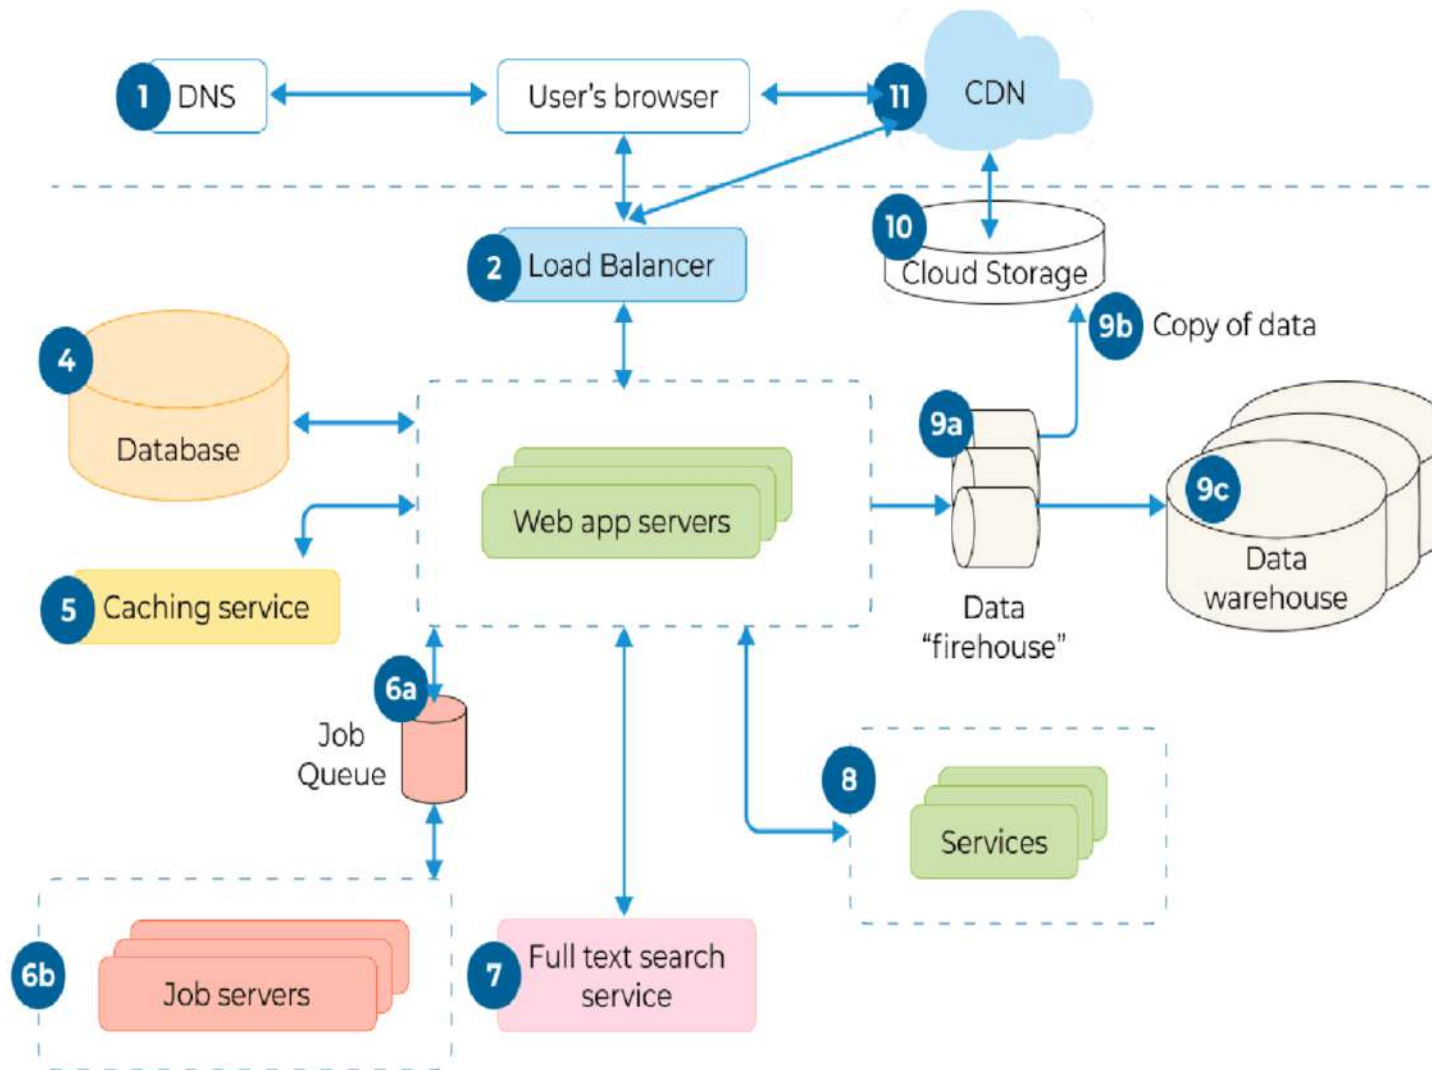 1 DNS
User's browser
11 CDN
2 Load Balancer
10
Cloud Storage
9b Copy of data
4
Database
9a
9c
Web app servers
Data
warehouse
Data
“firehouse”
5 Caching service
6a
Job
Queue
8
Services
6b
Job servers
7
Full text search
service